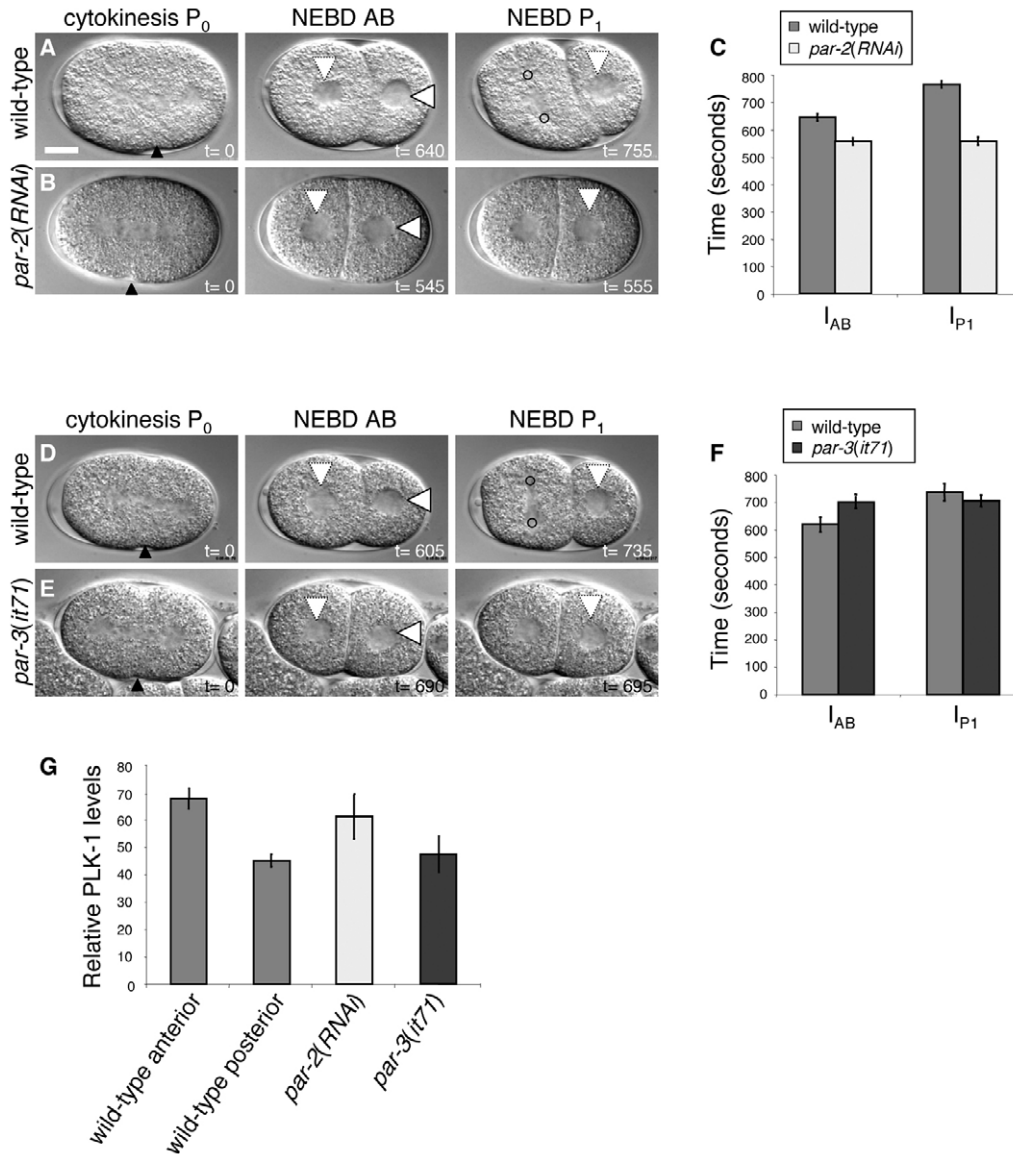 cytokinesis P0
NEBD AB
NEBD P1
wild-type
A
t= 0
t= 640
t= 755
par-2(RNAi)
B
t= 0
t= 545
t= 555
C
wild-type
par-2(RNAi)
Time (seconds)
800
700
600
500
400
300
200
100
0
IAB
IP1
cytokinesis P0
NEBD AB
NEBD P1
wild-type
D
t= 0
t= 605
t= 735
par-3(it71)
E
t= 0
t= 690
t= 695
F
wild-type
par-3(it71)
Time (seconds)
800
700
600
500
400
300
200
100
0
IAB
IP1
G
Relative PLK-1 levels
80
70
60
50
40
30
20
10
0
wild-type anterior
wild-type posterior
par-2(RNAi)
par-3(it71)